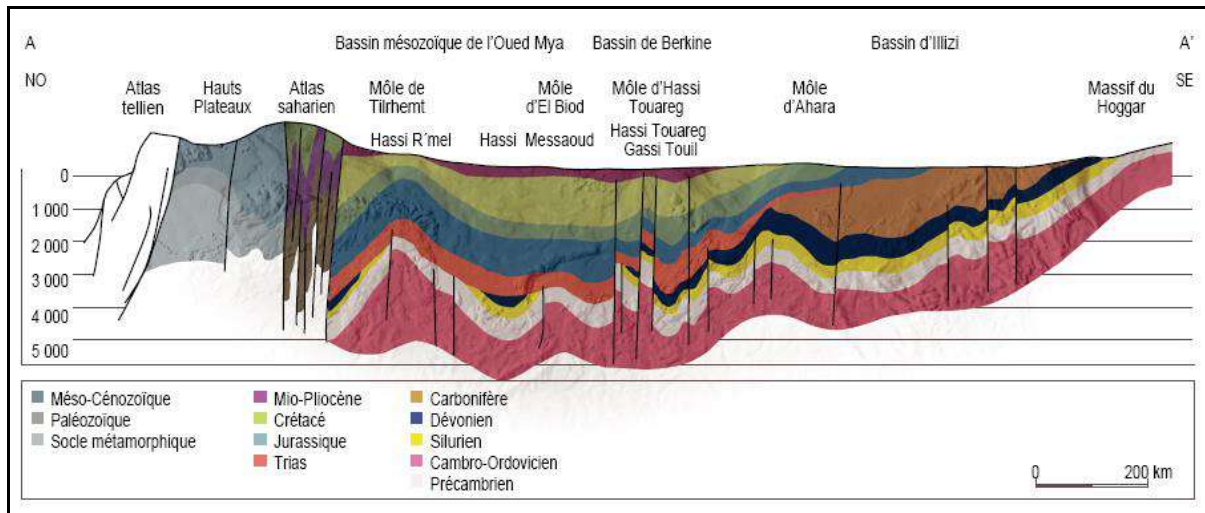 A
Bassin mésozoïque de l'Oued Mya
Bassin de Berkine
Bassin d'Illizi
A'
NO
SE
Atlas
tellien
Hauts
Plateaux
Atlas
saharien
Môle de
Tilrhemt
Môle
d'El Biod
Môle d'Hassi
Touareg
Môle
d'Ahara
Massif du
Hoggar
Hassi R'mel
Hassi Messaoud
Hassi Touareg
Gassi Touil
0
1 000
2 000
3 000
4 000
5 000
Méso-Cénozoïque
Paléozoïque
Socle métamorphique
Mio-Pliocène
Crétacé
Jurassique
Trias
Carbonifère
Dévonien
Silurien
Cambro-Ordovicien
Précambrien
0 200 km